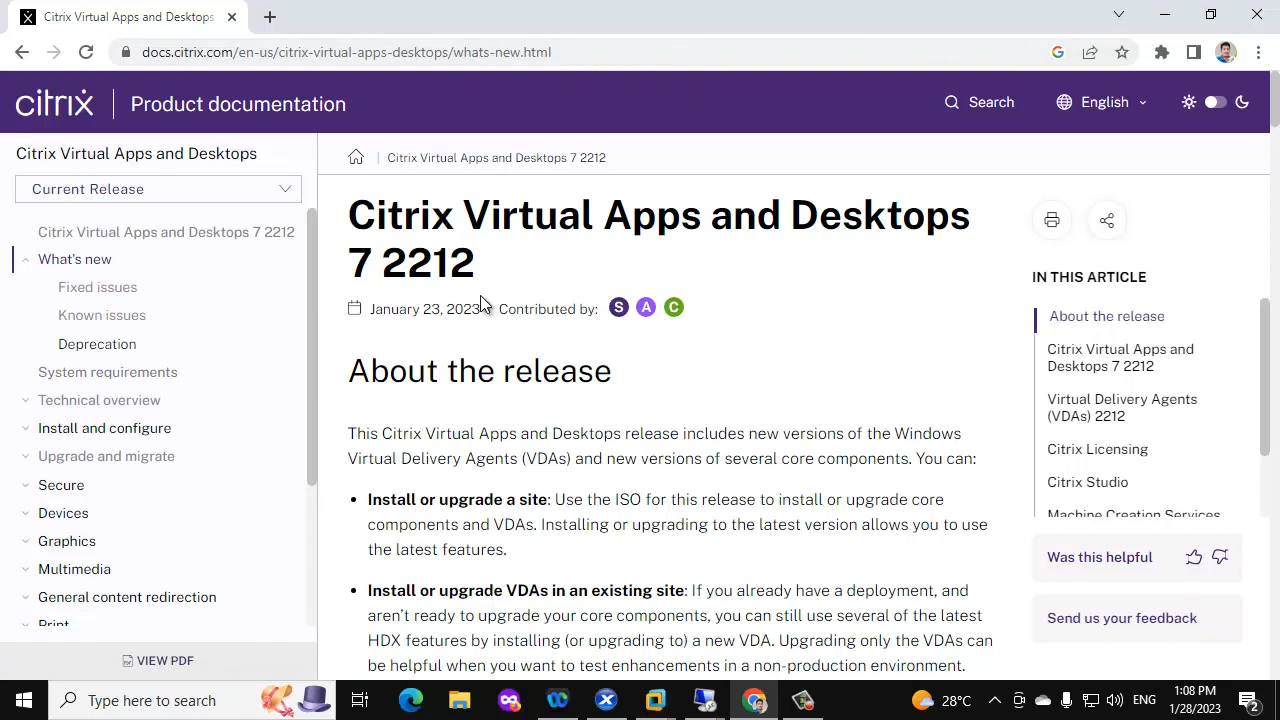 Citrix Virtual Apps and Desktops
docs.citrix.com/en-us/citrix-virtual-apps-desktops/whats-new.html
citrix
Product documentation
Search
English
Citrix Virtual Apps and Desktops
Current Release
Citrix Virtual Apps and Desktops 7 2212
What's new
Fixed issues
Known issues
Deprecation
System requirements
Technical overview
Install and configure
Upgrade and migrate
Secure
Devices
Graphics
Multimedia
General content redirection
Print
VIEW PDF
Citrix Virtual Apps and Desktops 7 2212
Citrix Virtual Apps and Desktops
7 2212
January 23, 2023
Contributed by:
S
A
C
About the release
This Citrix Virtual Apps and Desktops release includes new versions of the Windows
Virtual Delivery Agents (VDAs) and new versions of several core components. You can:
• Install or upgrade a site: Use the ISO for this release to install or upgrade core
components and VDAs. Installing or upgrading to the latest version allows you to use
the latest features.
• Install or upgrade VDAs in an existing site: If you already have a deployment, and
aren’t ready to upgrade your core components, you can still use several of the latest
HDX features by installing (or upgrading to) a new VDA. Upgrading only the VDAs can
be helpful when you want to test enhancements in a non-production environment.
IN THIS ARTICLE
About the release
Citrix Virtual Apps and
Desktops 7 2212
Virtual Delivery Agents
(VDAs) 2212
Citrix Licensing
Citrix Studio
Machine Creation Services
Was this helpful
Send us your feedback
Type here to search
28°C
ENG
1:08 PM
1/28/2023
2